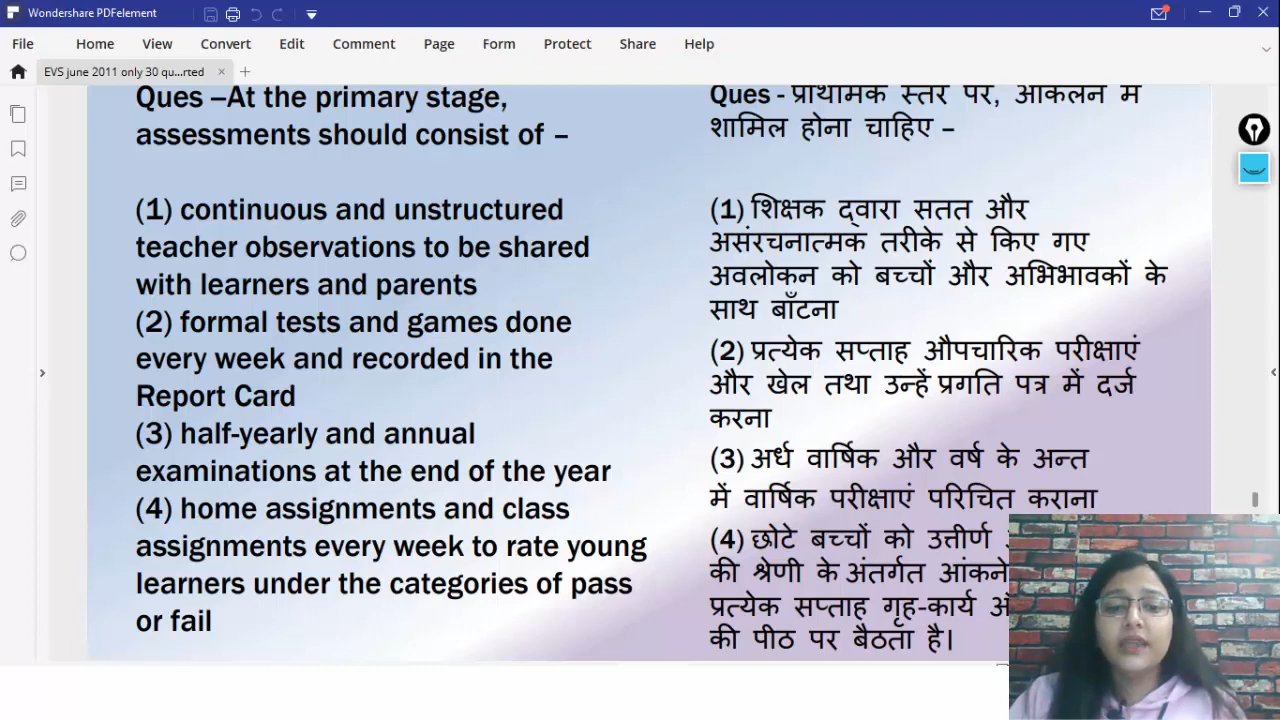 Wondershare PDFelement
File Home View Convert Edit Comment Page Form Protect Share Help
EVS june 2011 only 30 qu...rted
Ques –At the primary stage,
assessments should consist of –
(1) continuous and unstructured
teacher observations to be shared
with learners and parents
(2) formal tests and games done
every week and recorded in the
Report Card
(3) half-yearly and annual
examinations at the end of the year
(4) home assignments and class
assignments every week to rate young
learners under the categories of pass
or fail
Ques - प्राथमिक स्तर पर, आकलन में
शामिल होना चाहिए –
(1) शिक्षक द्वारा सतत और
असंरचनात्मक तरीके से किए गए
अवलोकन को बच्चों और अभिभावकों के
साथ बाँटना
(2) प्रत्येक सप्ताह औपचारिक परीक्षाएं
और खेल तथा उन्हें प्रगति पत्र में दर्ज
करना
(3) अर्ध वार्षिक और वर्ष के अन्त
में वार्षिक परीक्षाएं परिचित कराना
(4) छोटे बच्चों को उत्तीर्ण
की श्रेणी के अंतर्गत आंकने
प्रत्येक सप्ताह गृह-कार्य
की पीठ पर बैठता है।